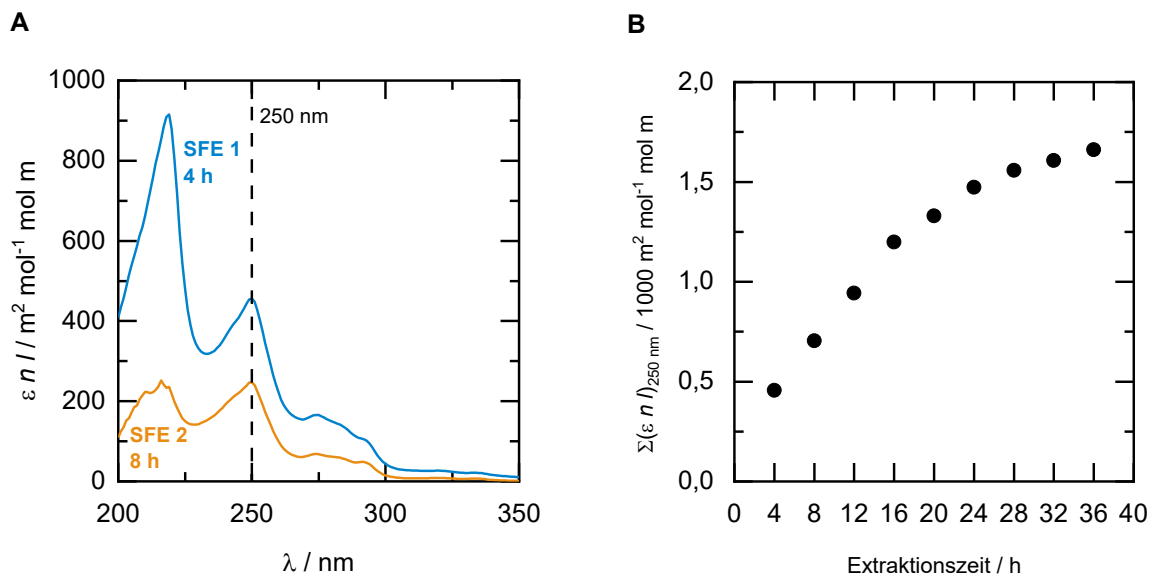 A
ε n l / m² mol⁻¹ mol m
1000
800
600
400
200
0
200
250
300
350
λ / nm
250 nm
SFE 1
4 h
SFE 2
8 h
B
Σ(ε n l)250 nm / 1000 m² mol⁻¹ mol m
2,0
1,5
1,0
0,5
0,0
0 4 8 12 16 20 24 28 32 36 40
Extraktionszeit / h